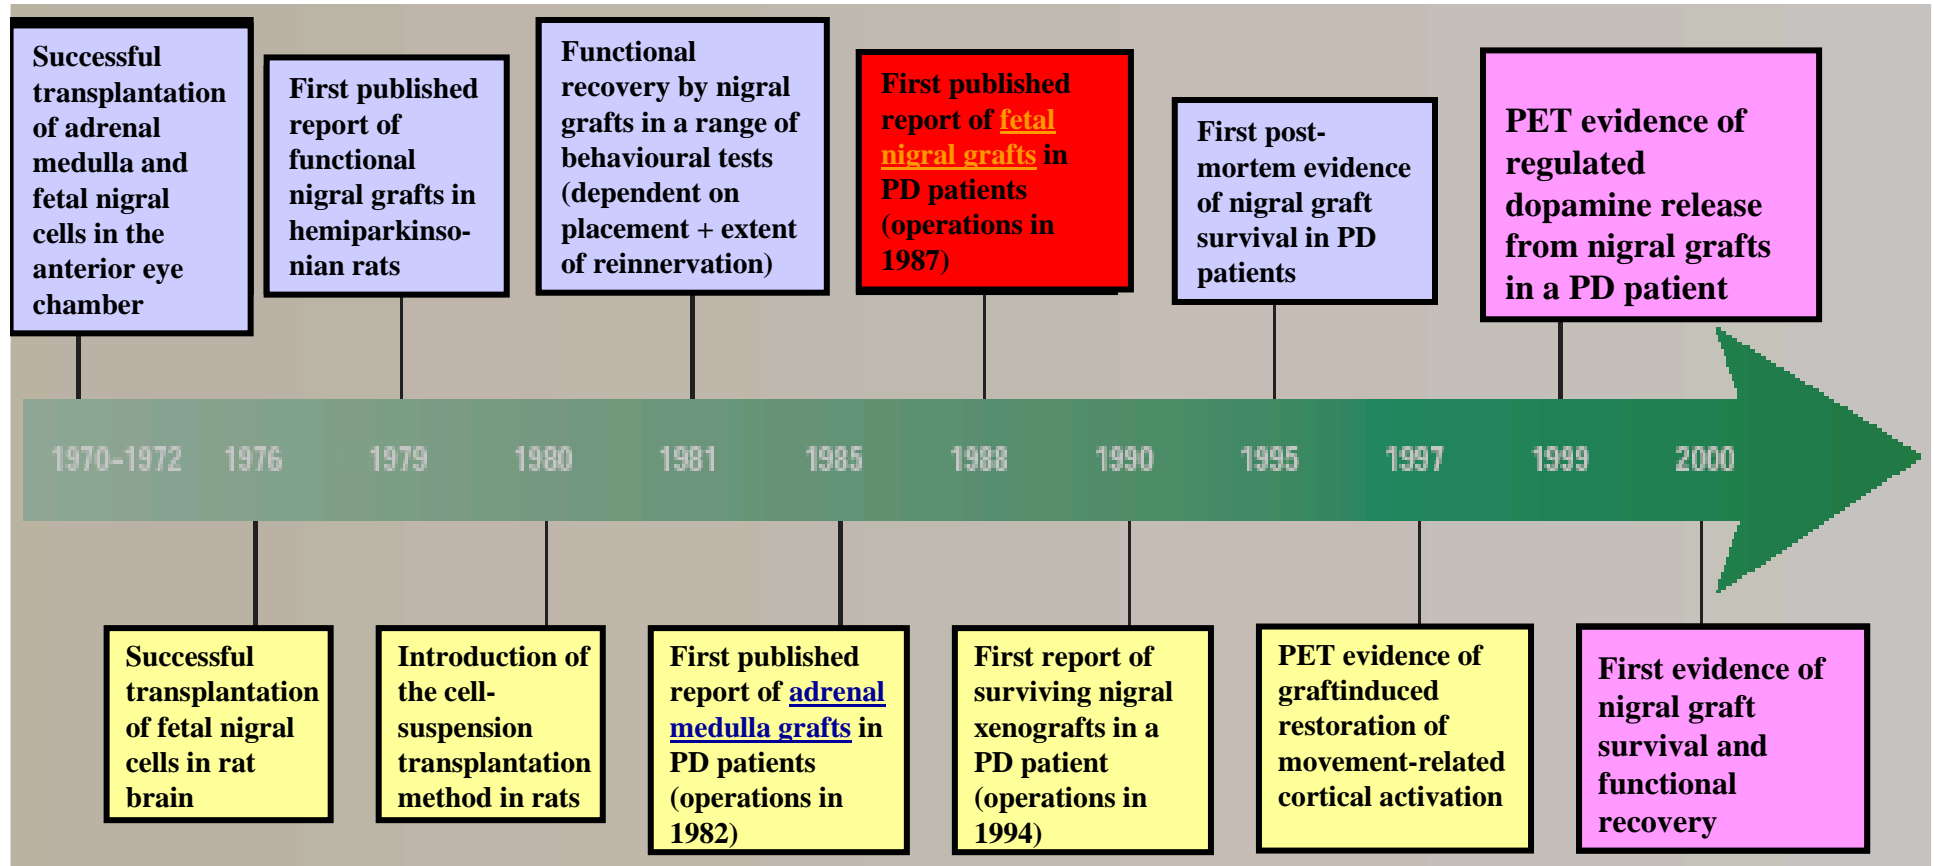 Successful
transplantation
of adrenal
medulla and
fetal nigral
cells in the
anterior eye
chamber
First published
report of
functional
nigral grafts in
hemiparkinso-
nian rats
Functional
recovery by nigral
grafts in a range of
behavioural tests
(dependent on
placement + extent
of reinnervation)
First published
report of fetal
nigral grafts in
PD patients
(operations in
1987)
First post-
mortem evidence
of nigral graft
survival in PD
patients
PET evidence of
regulated
dopamine release
from nigral grafts
in a PD patient
1970-1972 1976 1979 1980 1981 1985 1988 1990 1995 1997 1999 2000
Successful
transplantation
of fetal nigral
cells in rat
brain
Introduction of
the cell-
suspension
transplantation
method in rats
First published
report of adrenal
medulla grafts in
PD patients
(operations in
1982)
First report of
surviving nigral
xenografts in a
PD patient
(operations in
1994)
PET evidence of
graftinduced
restoration of
movement-related
cortical activation
First evidence of
nigral graft
survival and
functional
recovery